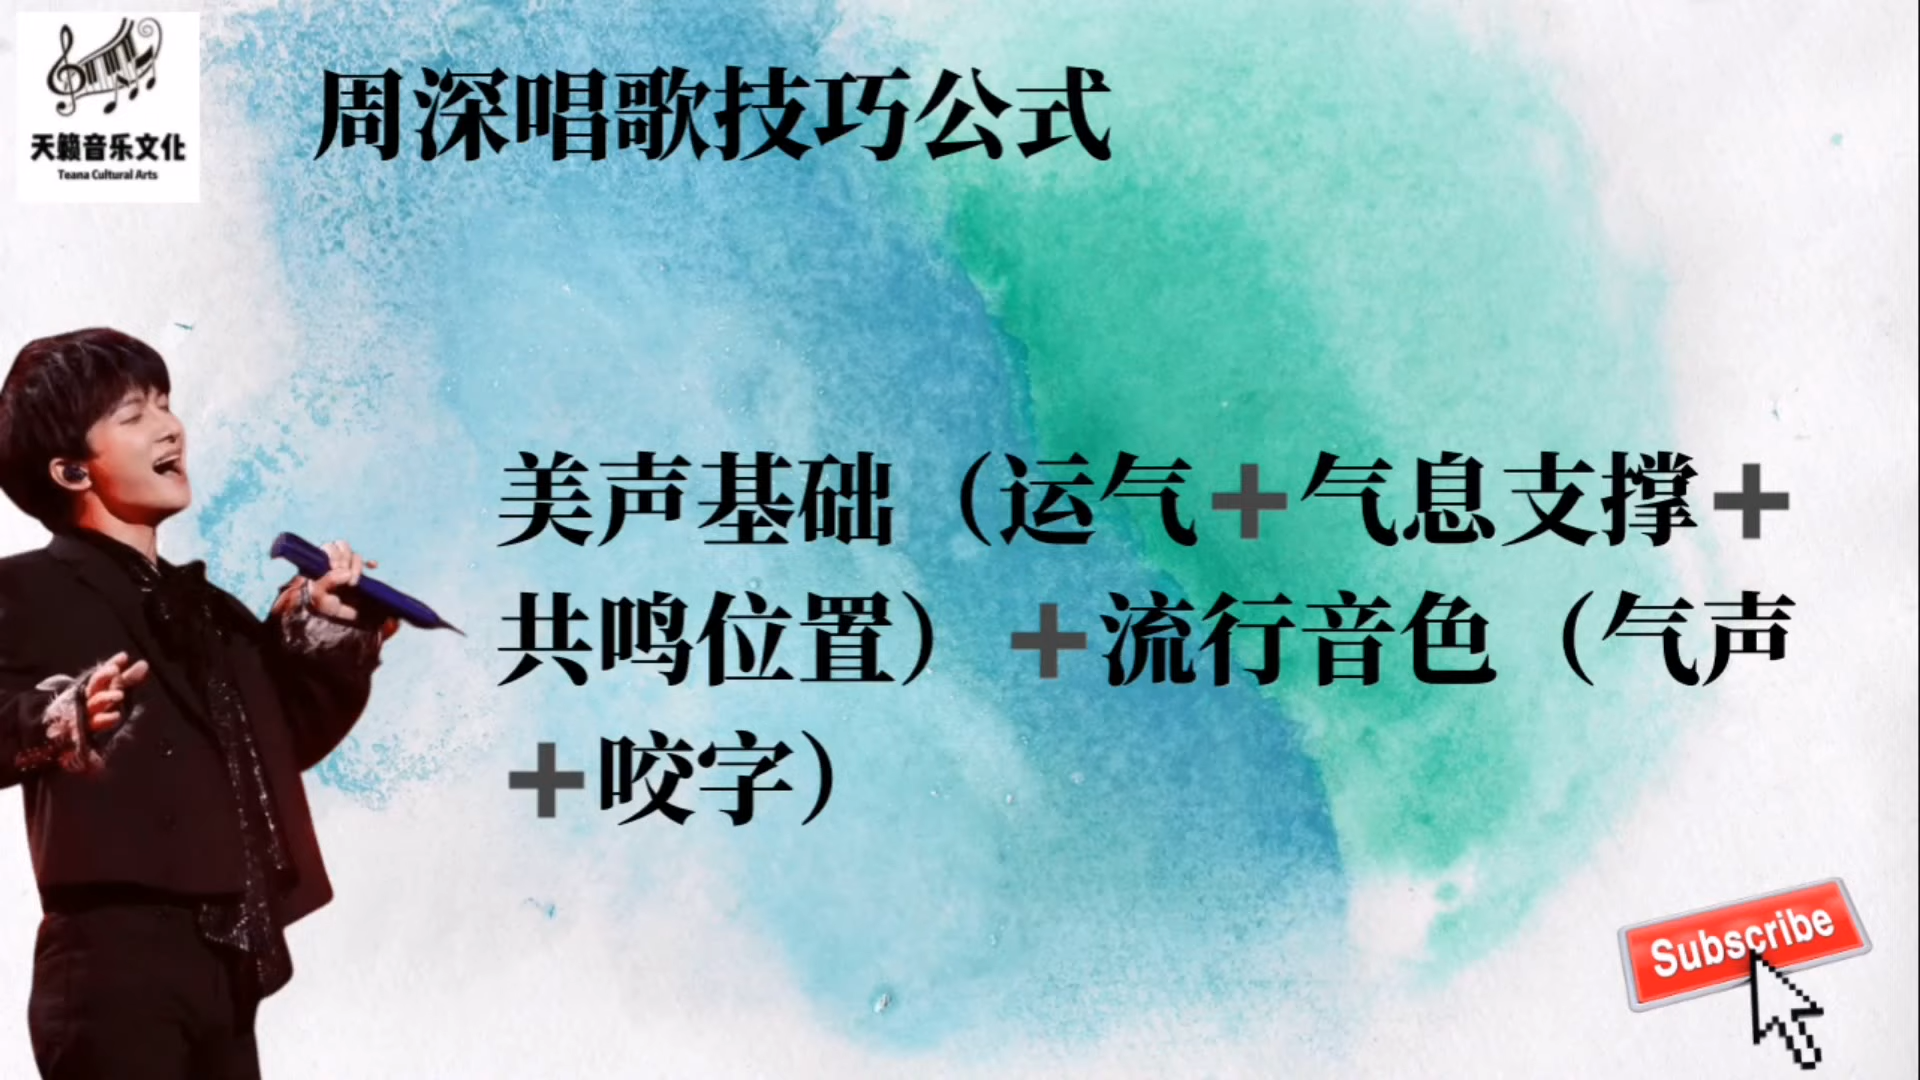 天籁音乐文化
Teana Cultural Arts
周深唱歌技巧公式
美声基础（运气➕气息支撑➕
共鸣位置）➕流行音色（气声
➕咬字）
Subscribe